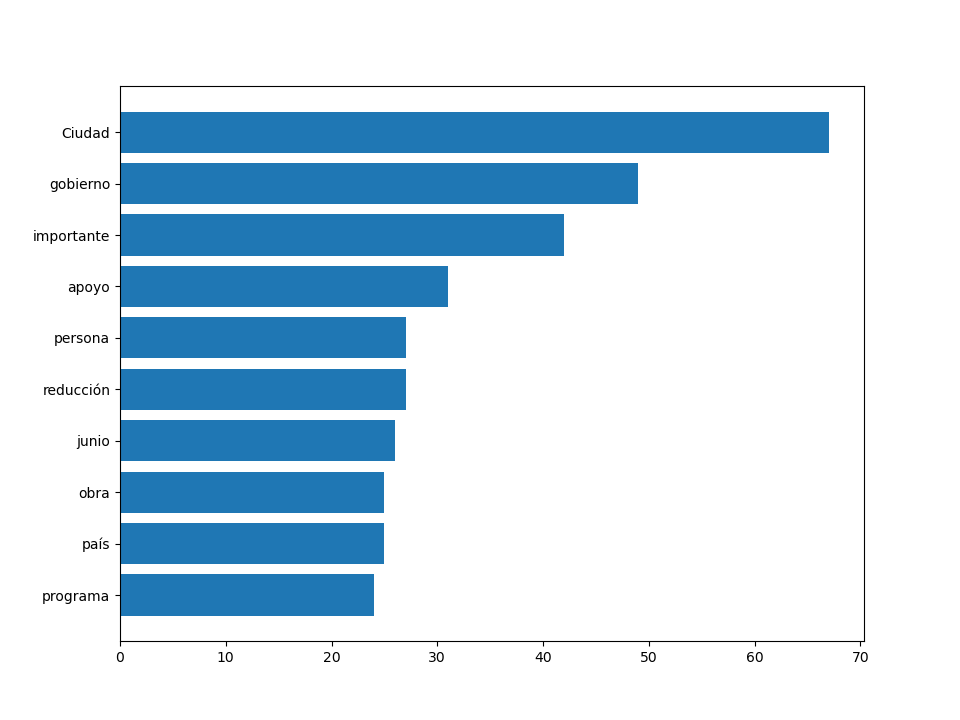 Ciudad
gobierno
importante
apoyo
persona
reducción
junio
obra
país
programa
0 10 20 30 40 50 60 70